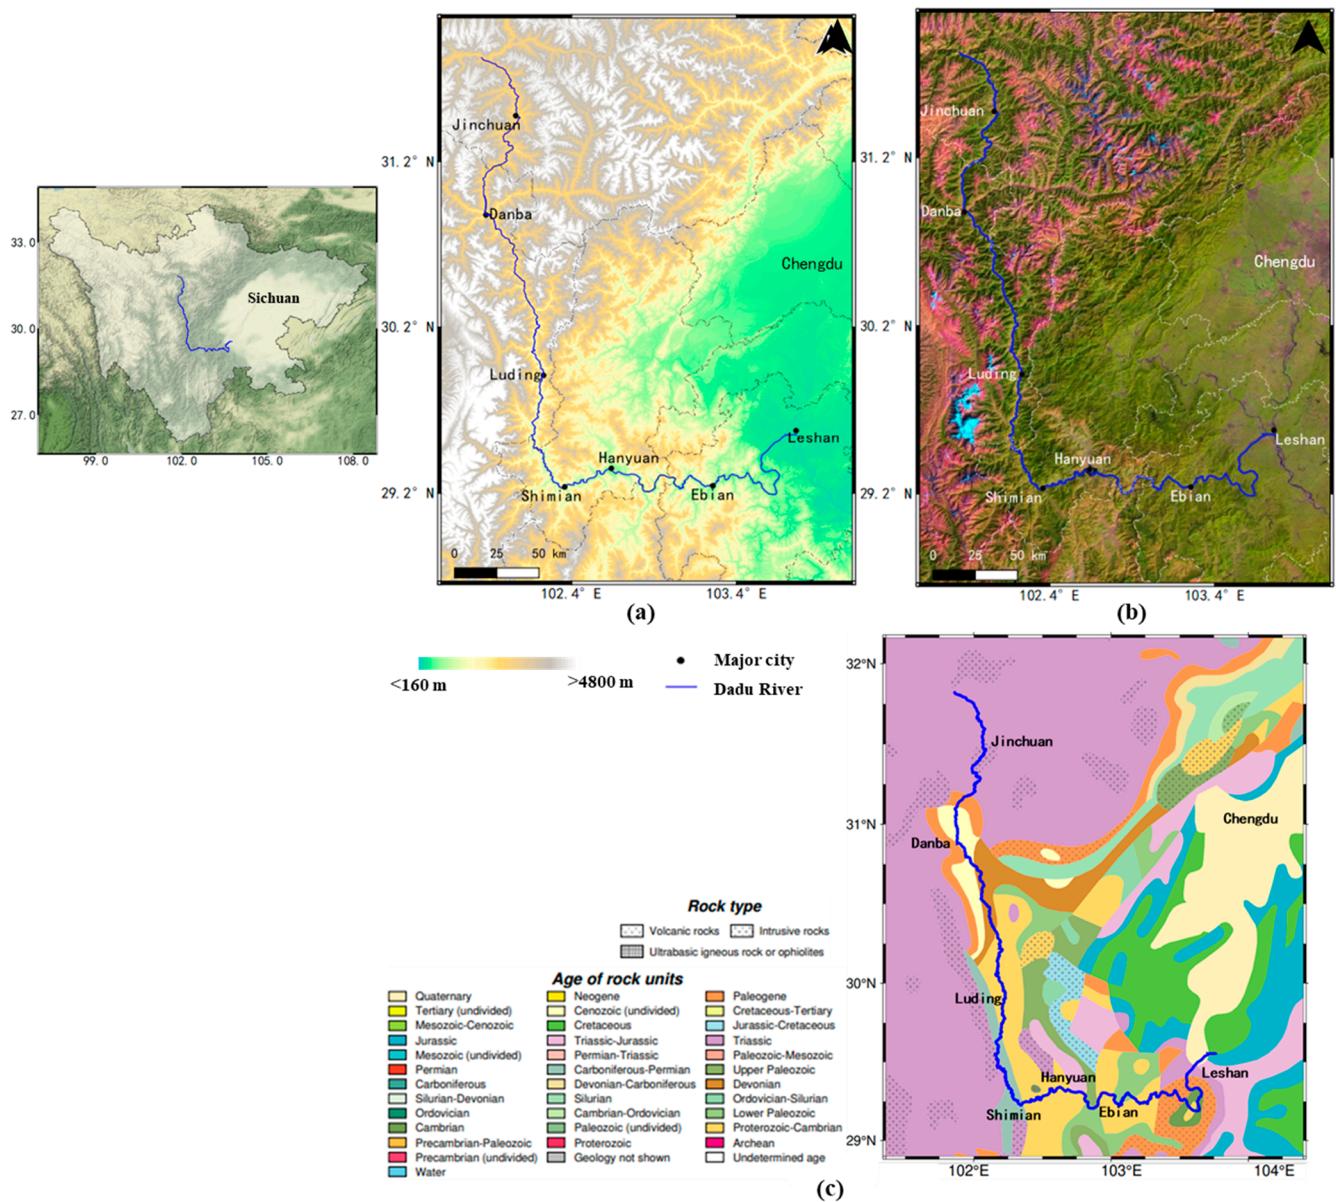 33.0
30.0
27.0
99.0
102.0
105.0
108.0
Sichuan
31.2° N
30.2° N
29.2° N
102.4° E
103.4° E
Jinchuan
Danba
Chengdu
Luding
Leshan
Hanyuan
Shimian
Ebian
0 25 50 km
(a)
31.2° N
30.2° N
29.2° N
102.4° E
103.4° E
Jinchuan
Danba
Chengdu
Luding
Leshan
Hanyuan
Shimian
Ebian
0 25 50 km
(b)
<160 m
>4800 m
Major city
Dadu River
Rock type
Volcanic rocks
Intrusive rocks
Ultrabasic igneous rock or ophiolites
Age of rock units
Quaternary
Tertiary (undivided)
Mesozoic-Cenozoic
Jurassic
Mesozoic (undivided)
Permian
Carboniferous
Silurian-Devonian
Ordovician
Cambrian
Precambrian-Paleozoic
Precambrian (undivided)
Water
Neogene
Cenozoic (undivided)
Cretaceous
Triassic-Jurassic
Permian-Triassic
Carboniferous-Permian
Devonian-Carboniferous
Silurian
Cambrian-Ordovician
Paleozoic (undivided)
Proterozoic
Geology not shown
Paleogene
Cretaceous-Tertiary
Jurassic-Cretaceous
Triassic
Paleozoic-Mesozoic
Upper Paleozoic
Devonian
Ordovician-Silurian
Lower Paleozoic
Proterozoic-Cambrian
Archean
Undetermined age
32°N
31°N
30°N
29°N
102°E
103°E
104°E
Jinchuan
Chengdu
Danba
Luding
Hanyuan
Leshan
Shimian
Ebian
(c)